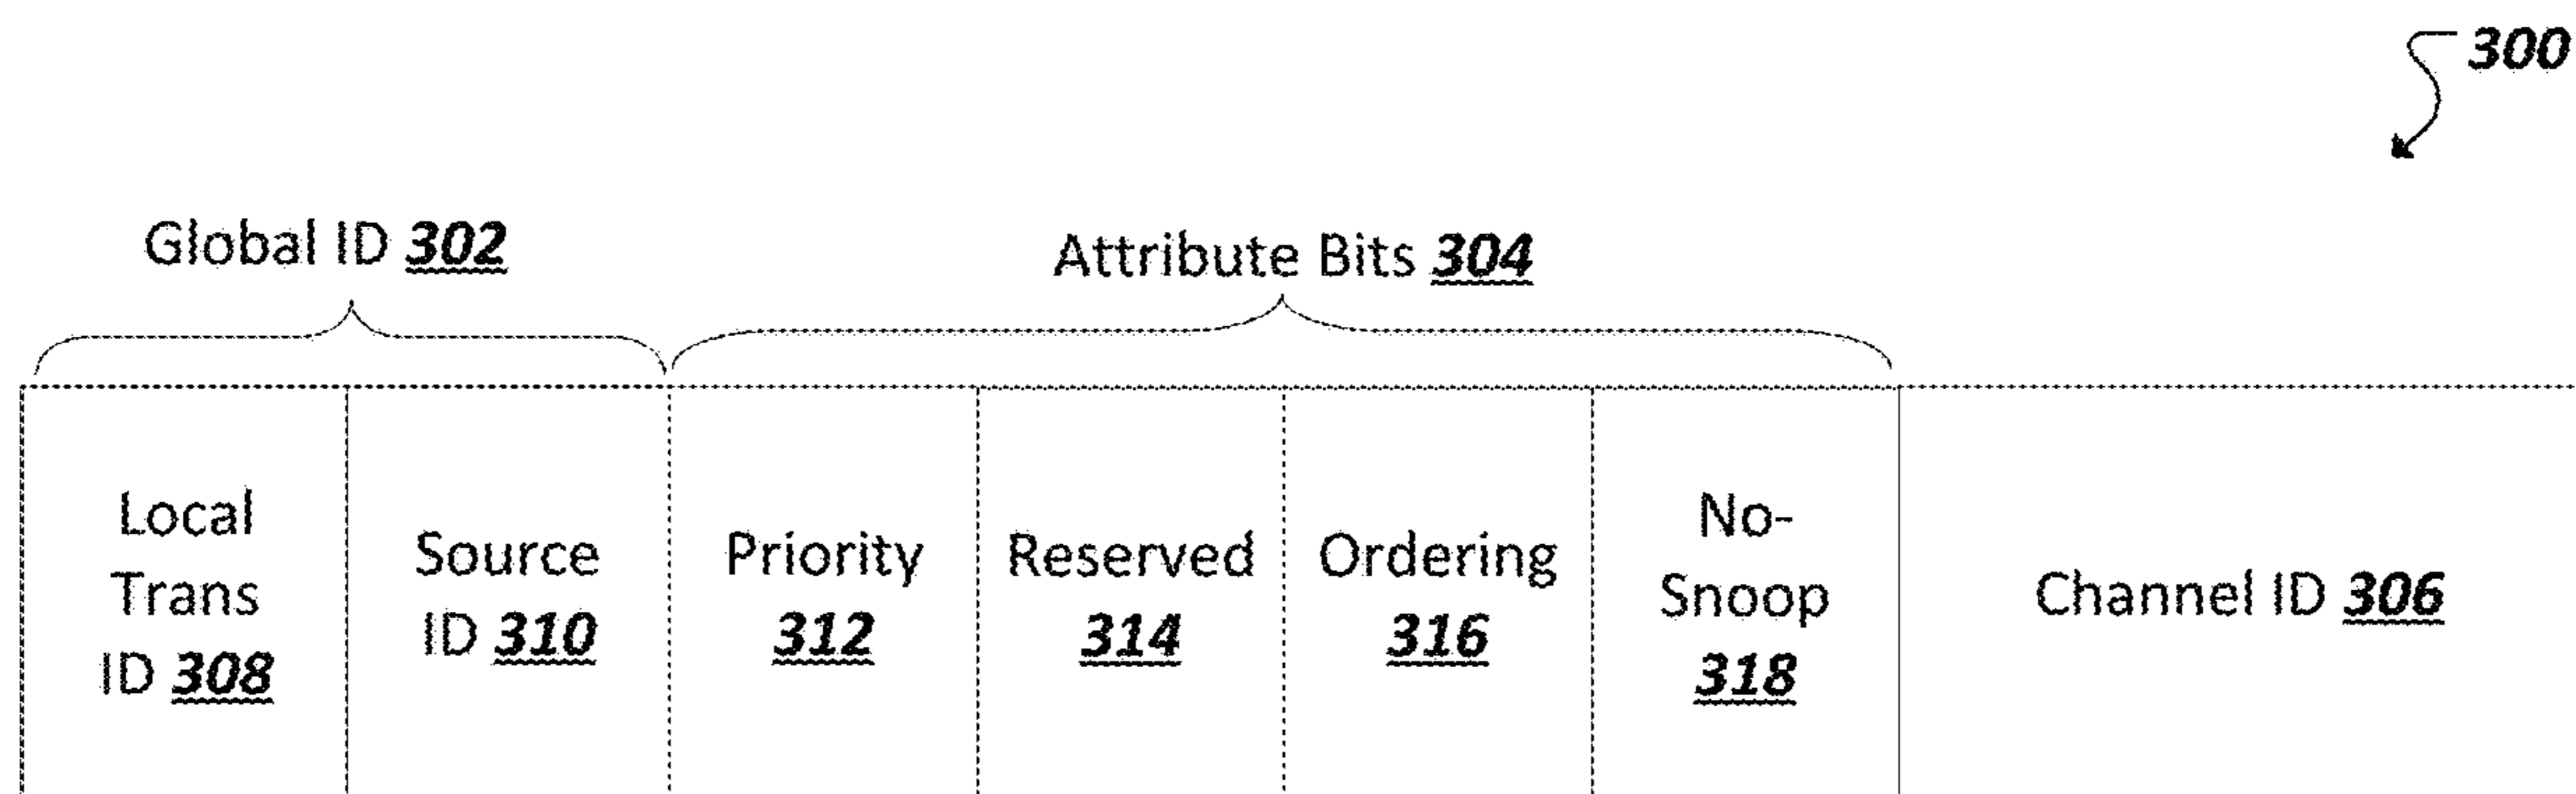 300
Global ID 302
Attribute Bits 304
Local
Trans
ID 308
Source
ID 310
Priority
312
Reserved
314
Ordering
316
No-
Snoop
318
Channel ID 306